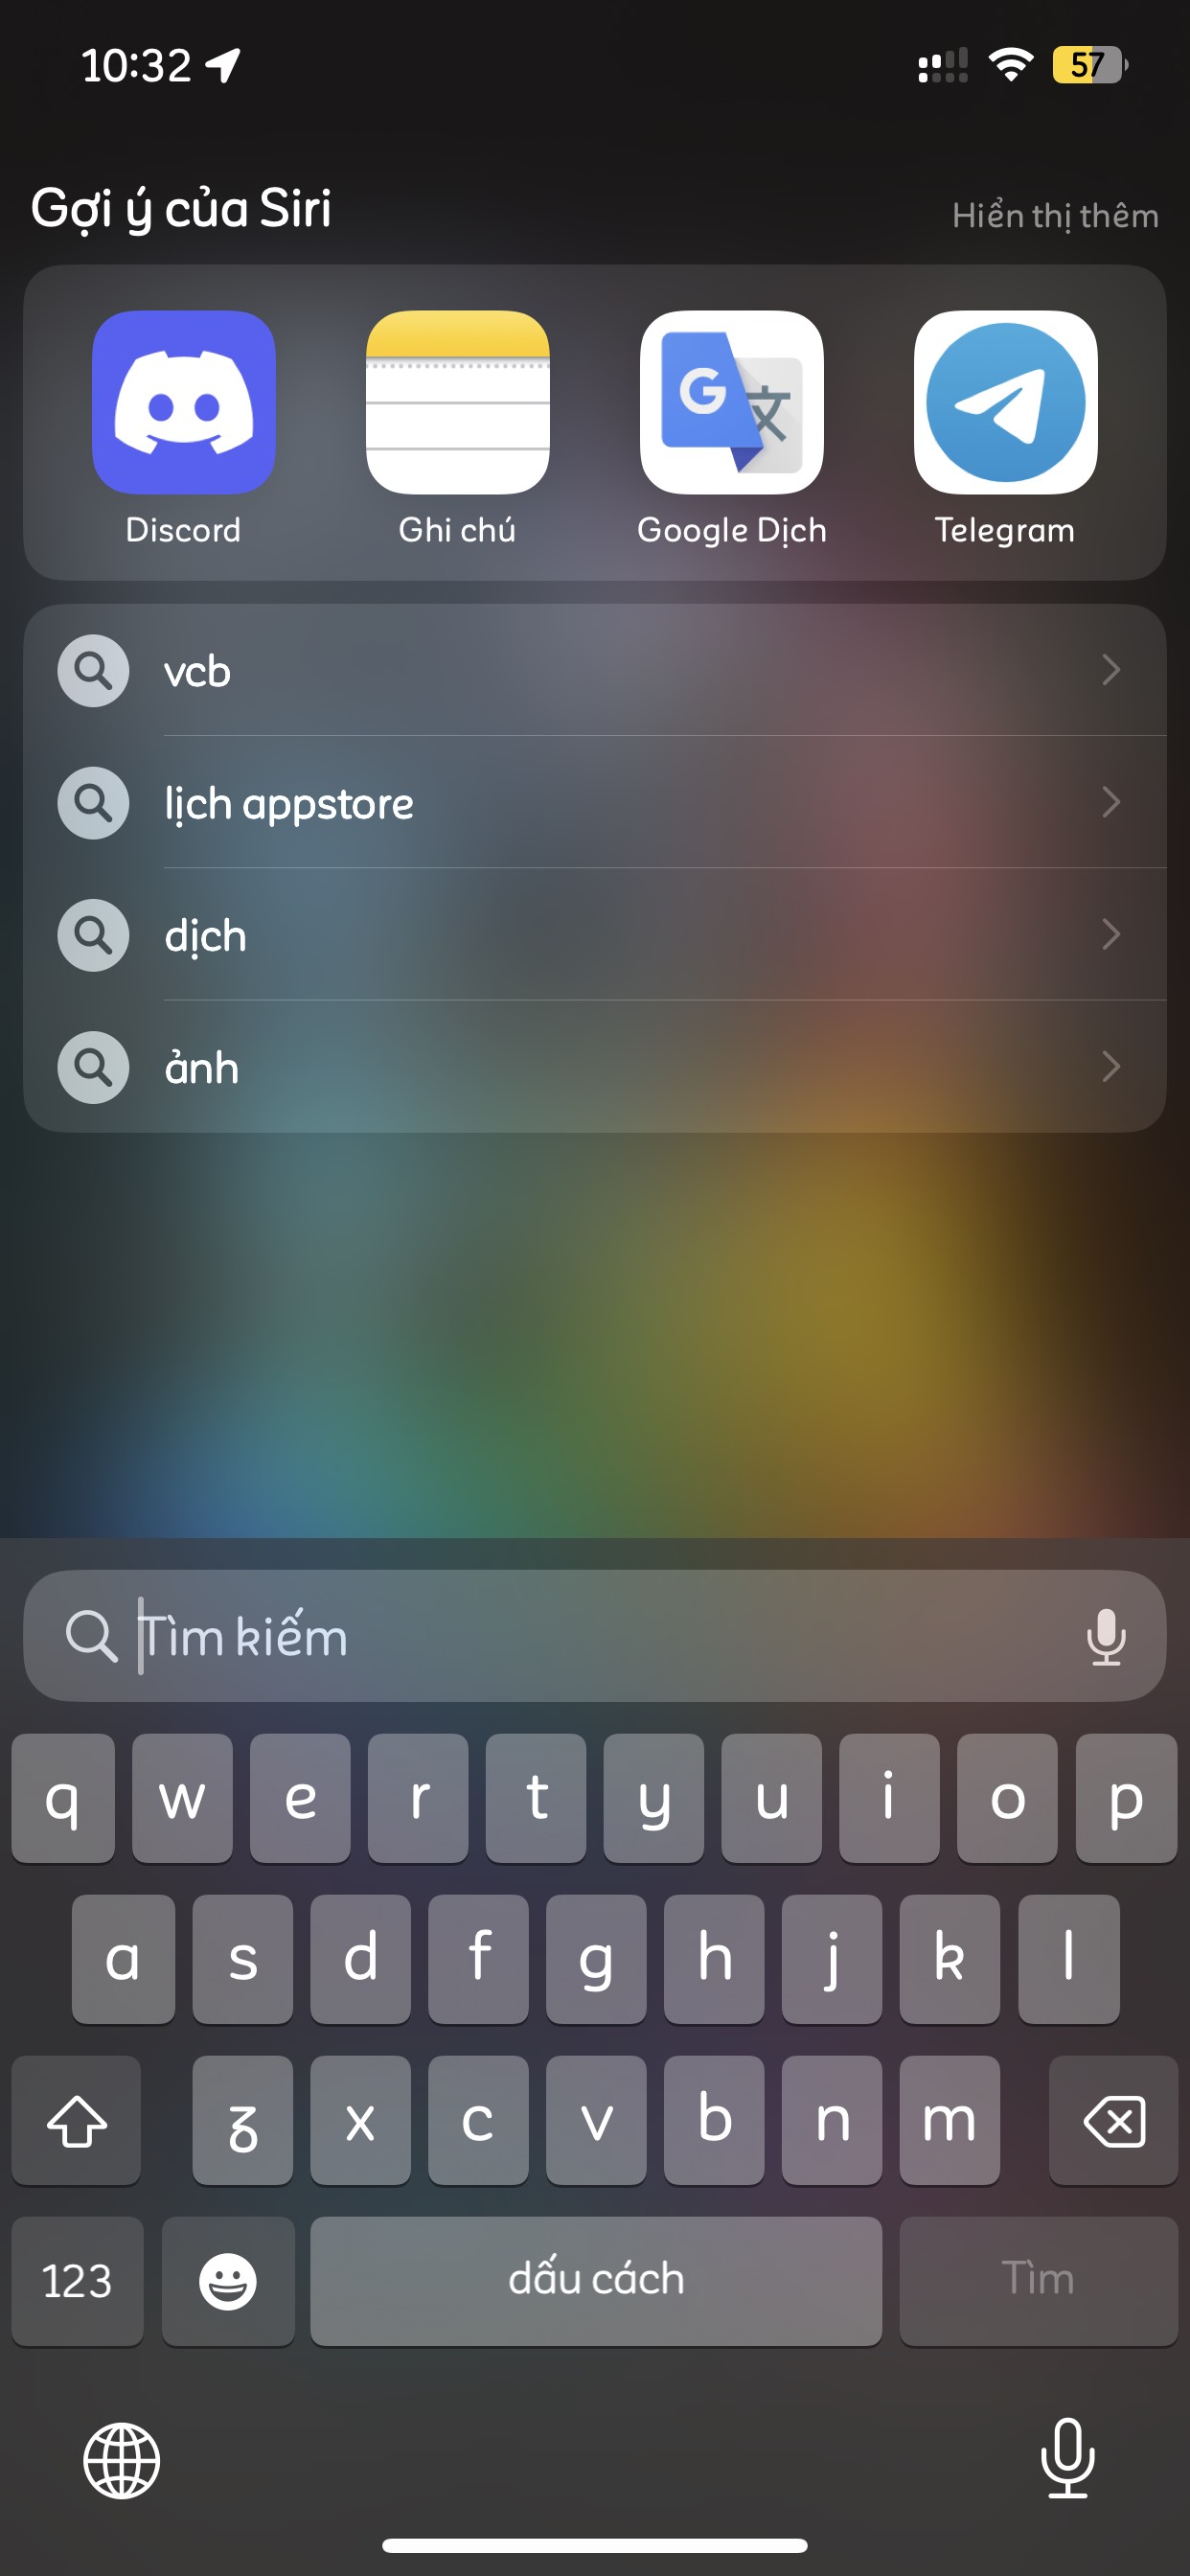 10:32
57
Gợi ý của Siri
Hiển thị thêm
Discord
Ghi chú
Google Dịch
Telegram
vcb
lịch appstore
dịch
ảnh
Tìm kiếm
q w e r t y u i o p
a s d f g h j k l
z x c v b n m
123
dấu cách
Tìm